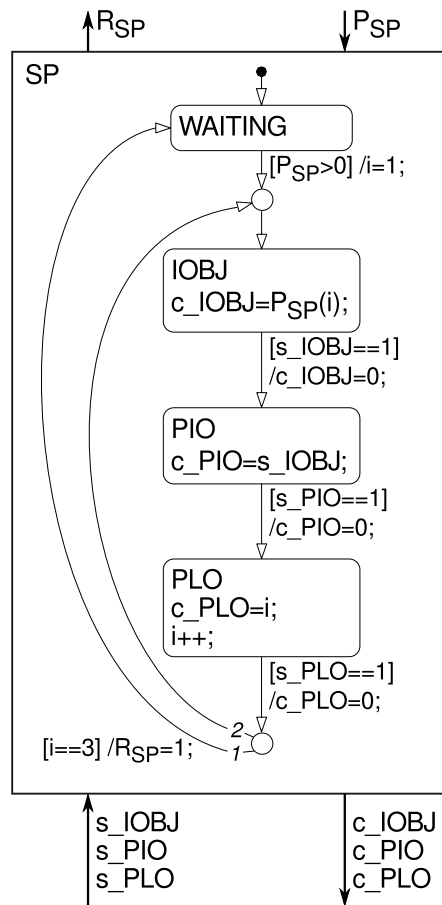 R_SP P_SP
SP
WAITING
[P_SP>0] /i=1;
IOBJ
c_IOBJ=P_SP(i);
[s_IOBJ==1]
/c_IOBJ=0;
PIO
c_PIO=s_IOBJ;
[s_PIO==1]
/c_PIO=0;
PLO
c_PLO=i;
i++;
[s_PLO==1]
/c_PLO=0;
2
1
[i==3] /R_SP=1;
s_IOBJ c_IOBJ
s_PIO c_PIO
s_PLO c_PLO